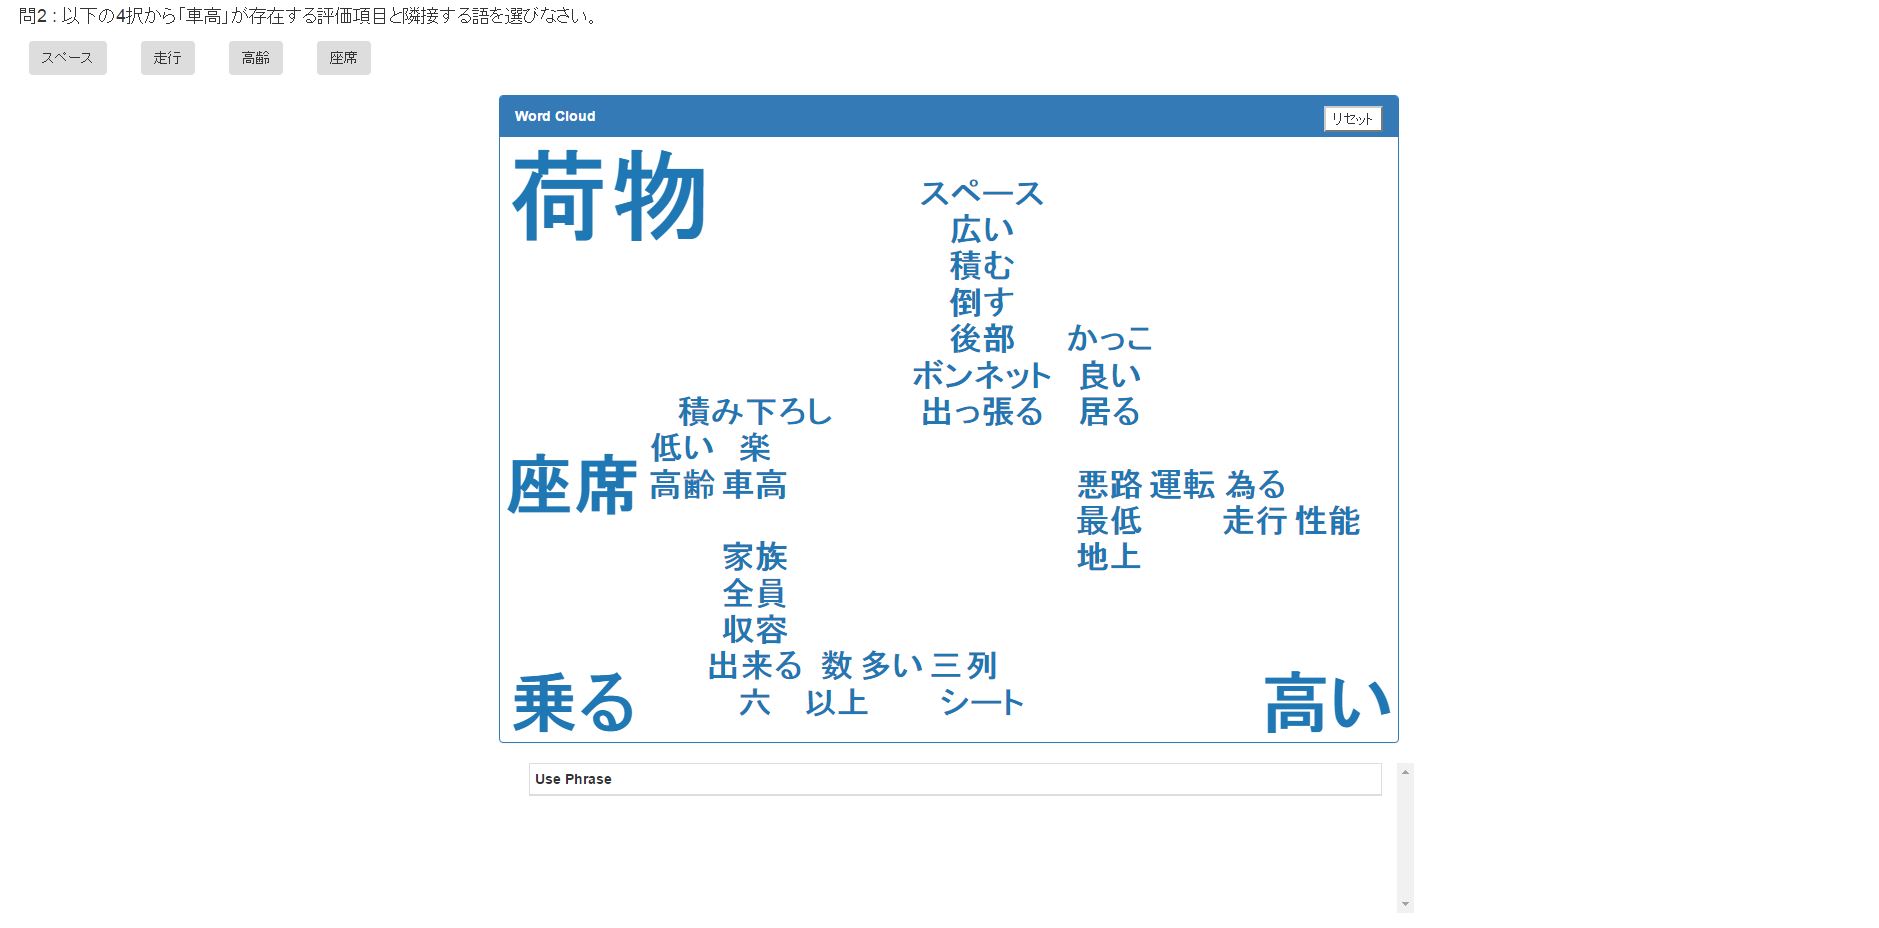 問2 : 以下の4択から「車高」が存在する評価項目と隣接する語を選びなさい。
スペース 走行 高齢 座席
Word Cloud リセット
荷物
スペース
広い
積む
倒す
後部 かっこ
ボンネット 良い
積み下ろし 出っ張る 居る
低い 楽
座席 高齢 車高 悪路 運転 為る
最低 走行 性能
家族 地上
全員
収容
出来る 数 多い 三 列
乗る 六 以上 シート 高い
Use Phrase